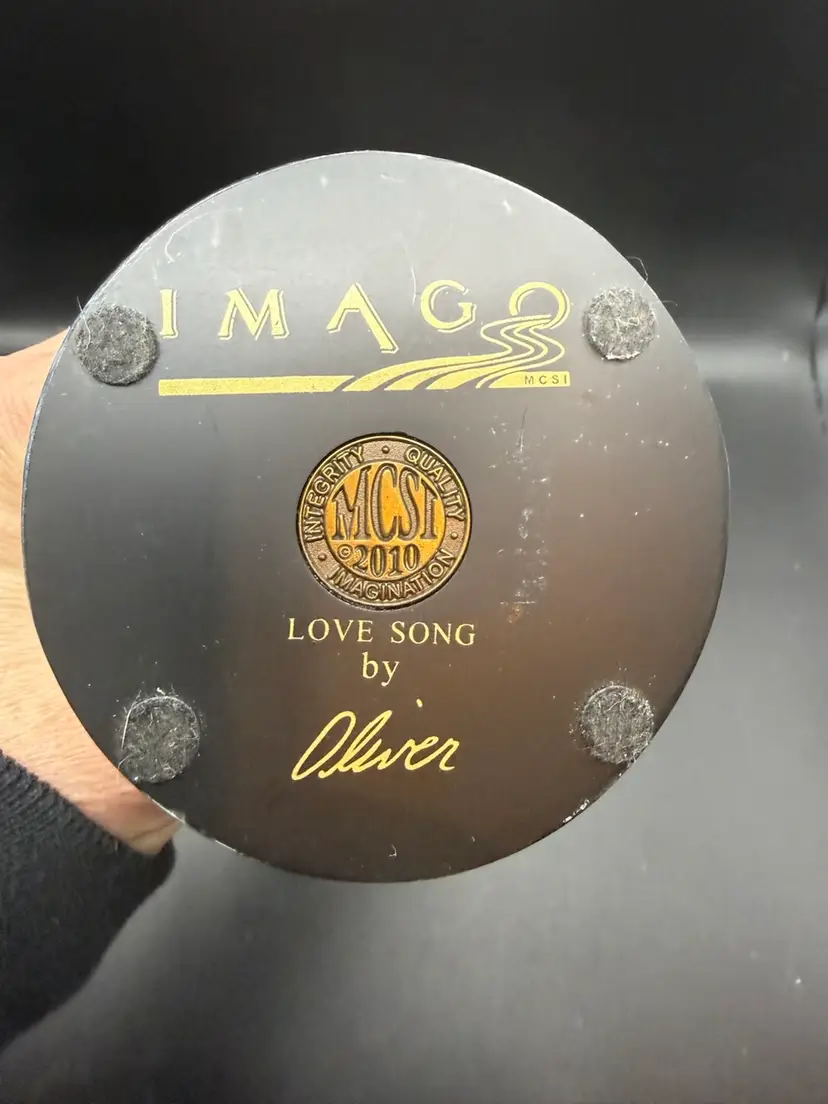 IMAGO
MCSI
INTEGRITY • QUALITY • IMAGINATION •
MCSI
©2010
LOVE SONG
by
Oliver